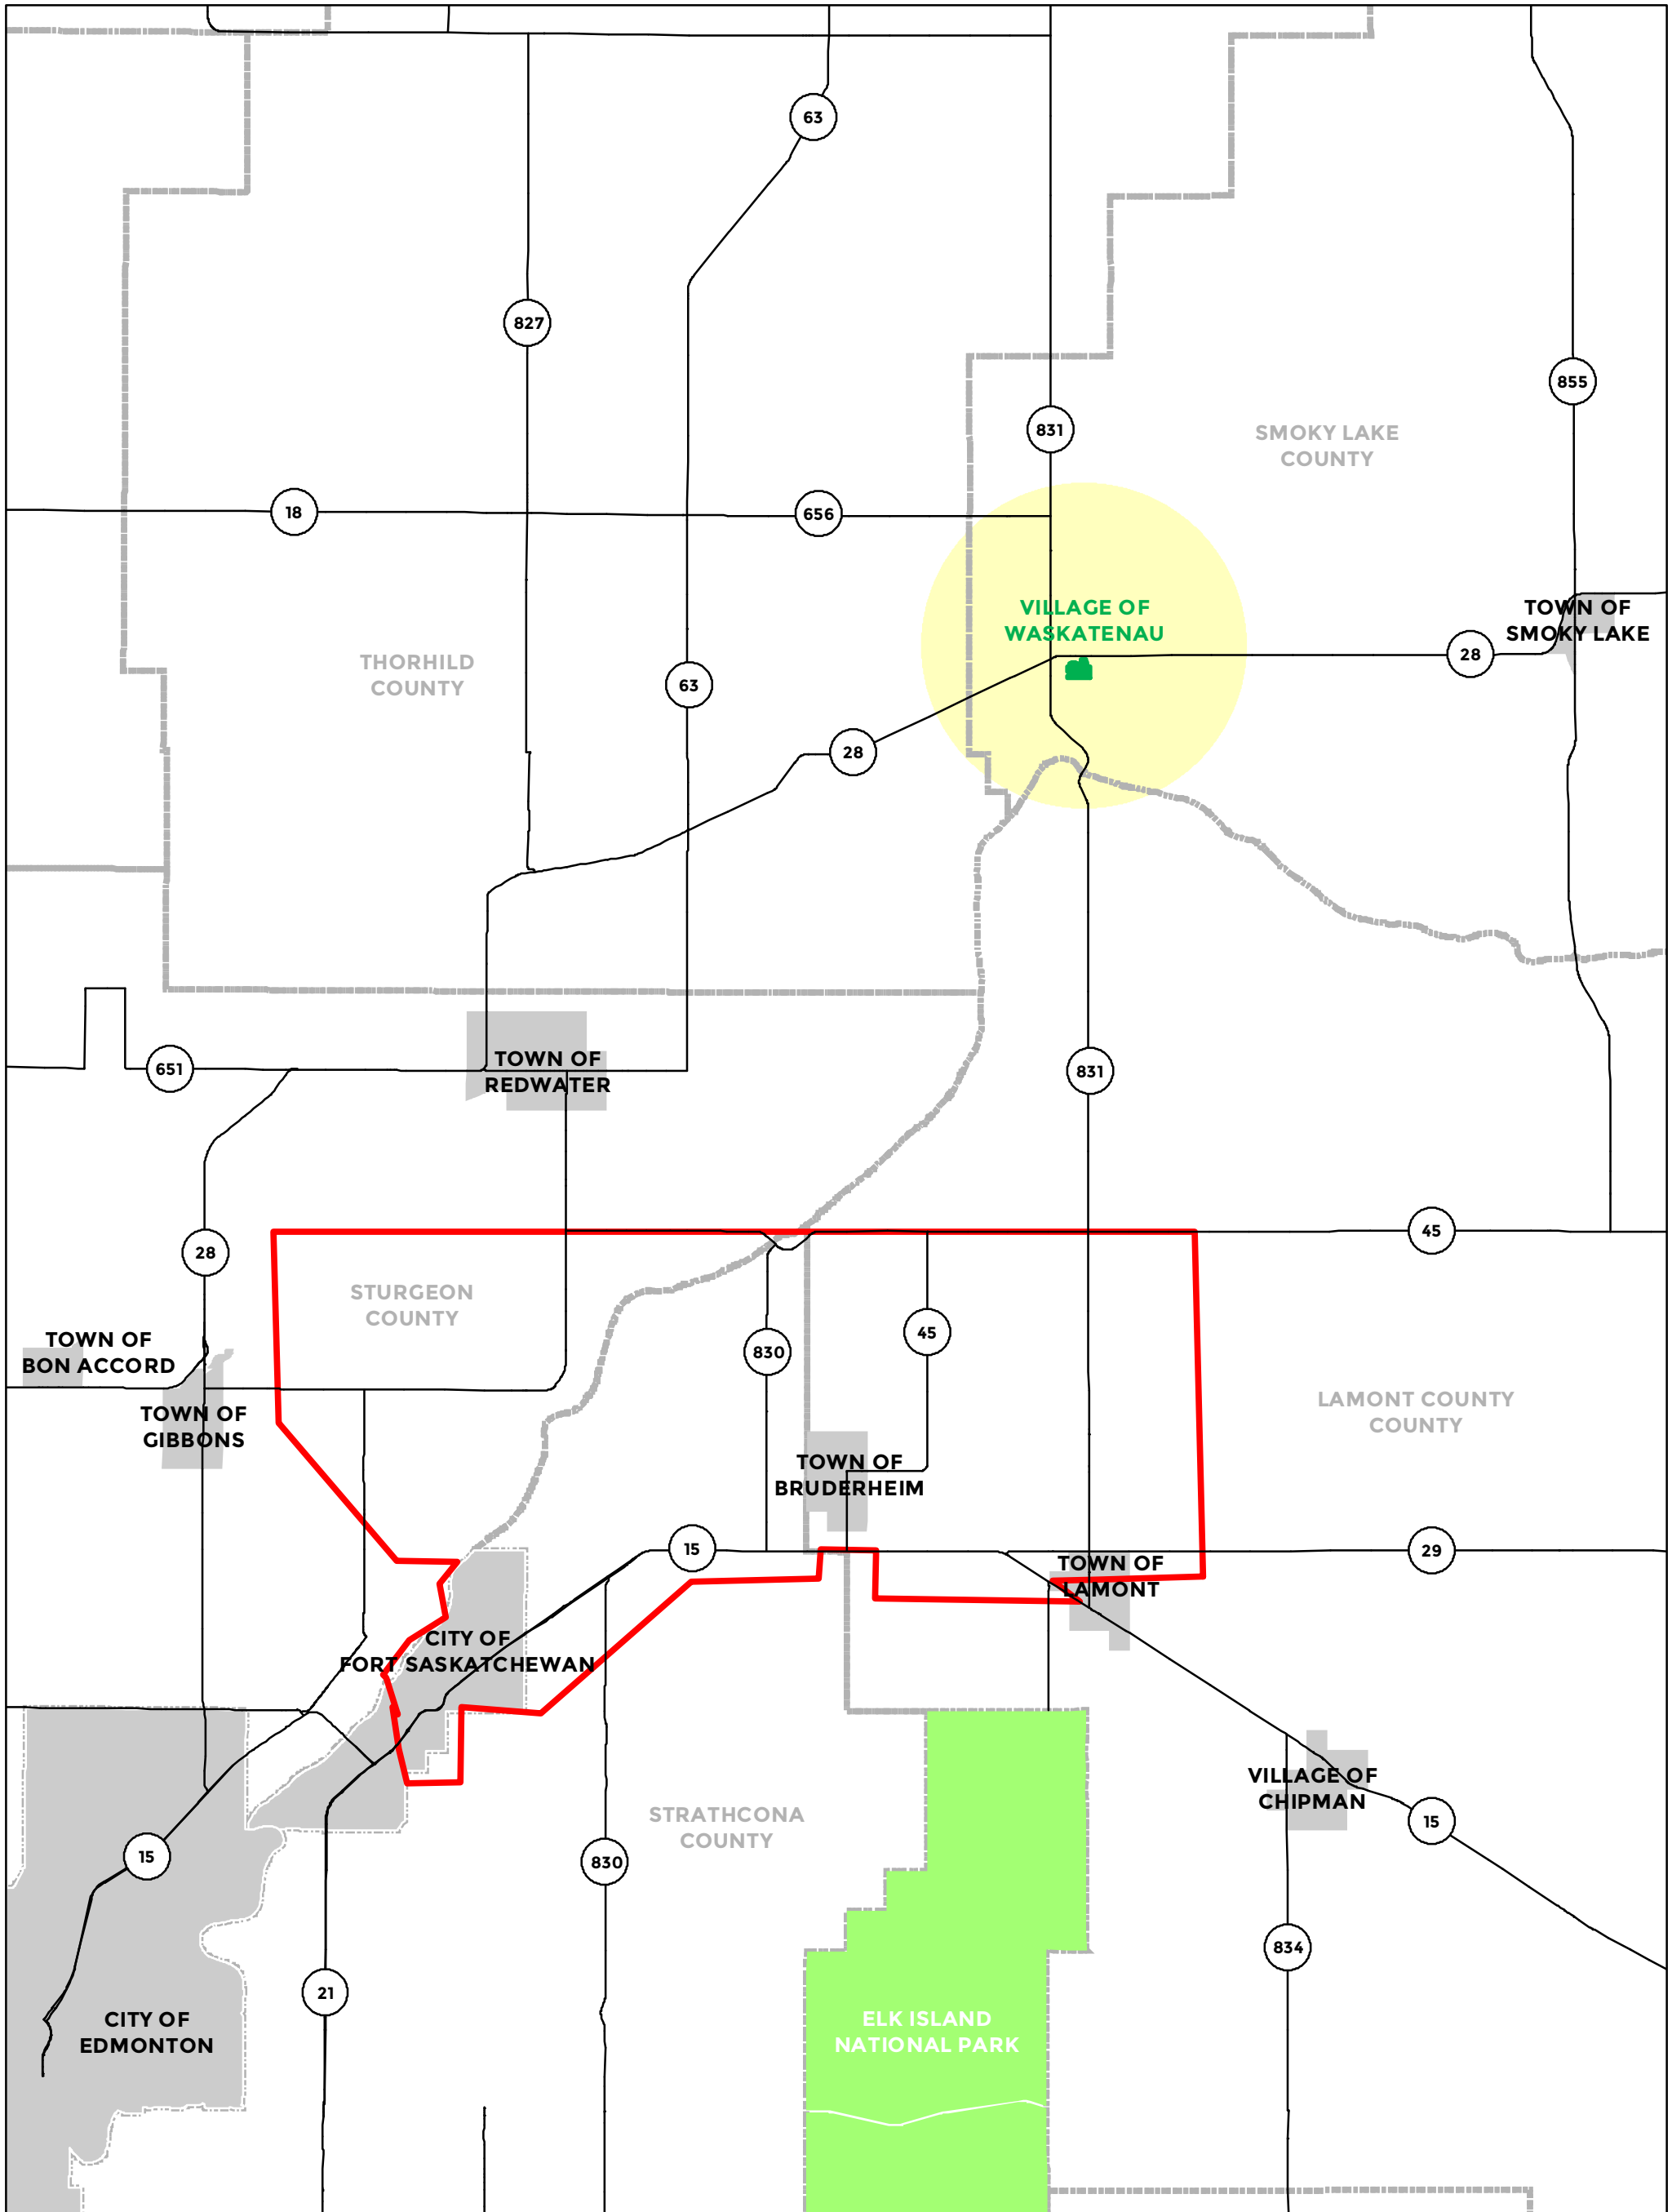 63
827
855
831
SMOKY LAKE
COUNTY
18
656
VILLAGE OF
WASKATENAU
TOWN OF
SMOKY LAKE
28
THORHILD
COUNTY
63
28
TOWN OF
REDWATER
651
831
45
28
STURGEON
COUNTY
45
830
TOWN OF
BON ACCORD
LAMONT COUNTY
COUNTY
TOWN OF
GIBBONS
TOWN OF
BRUDERHEIM
15
29
TOWN OF
LAMONT
CITY OF
FORT SASKATCHEWAN
VILLAGE OF
CHIPMAN
15
STRATHCONA
COUNTY
15
830
834
21
CITY OF
EDMONTON
ELK ISLAND
NATIONAL PARK